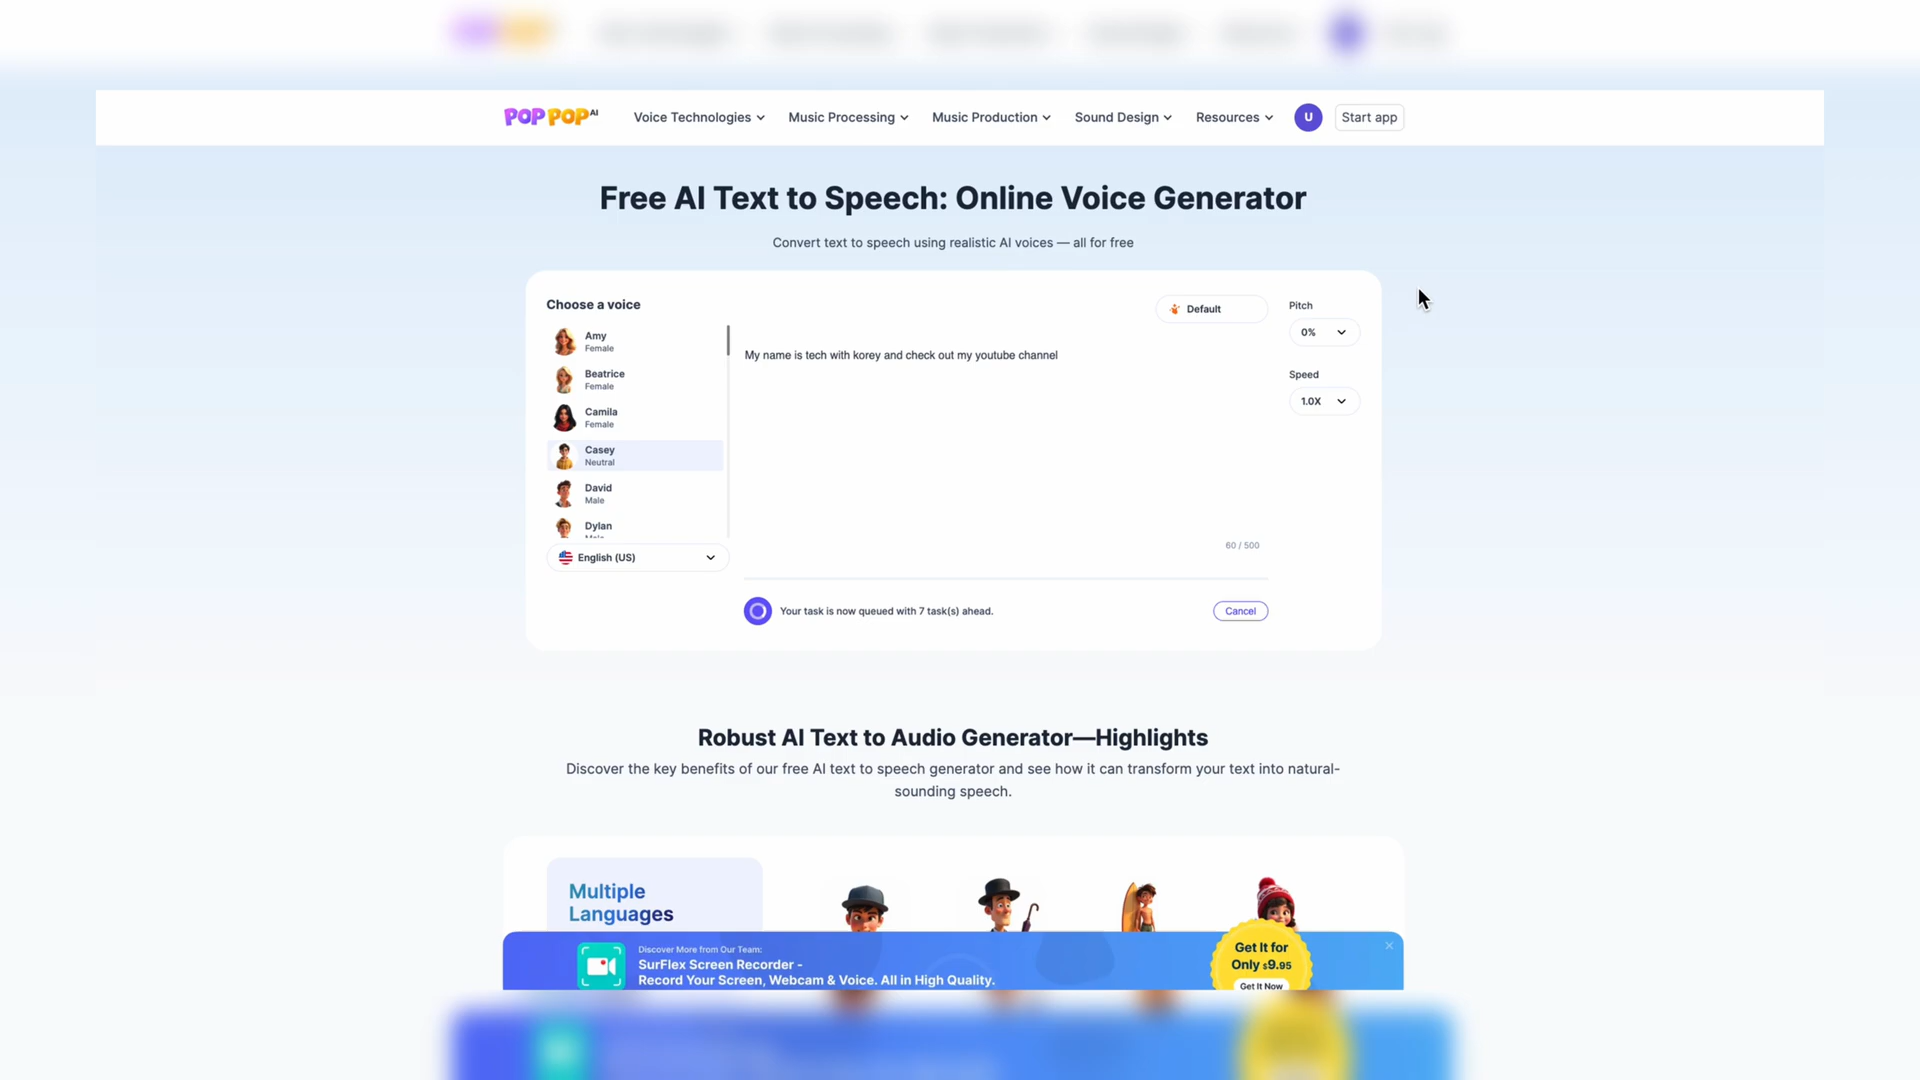 POP POP AI
Voice Technologies
Music Processing
Music Production
Sound Design
Resources
U
Start app
Free AI Text to Speech: Online Voice Generator
Convert text to speech using realistic AI voices — all for free
Choose a voice
Amy
Female
Beatrice
Female
Camila
Female
Casey
Neutral
David
Male
Dylan
Male
English (US)
Default
My name is tech with korey and check out my youtube channel
60 / 500
Your task is now queued with 7 task(s) ahead.
Cancel
Pitch
0%
Speed
1.0X
Robust AI Text to Audio Generator—Highlights
Discover the key benefits of our free AI text to speech generator and see how it can transform your text into natural-
sounding speech.
Multiple
Languages
Discover More from Our Team:
SurFlex Screen Recorder -
Record Your Screen, Webcam & Voice. All in High Quality.
Get It for
Only $9.95
Get It Now